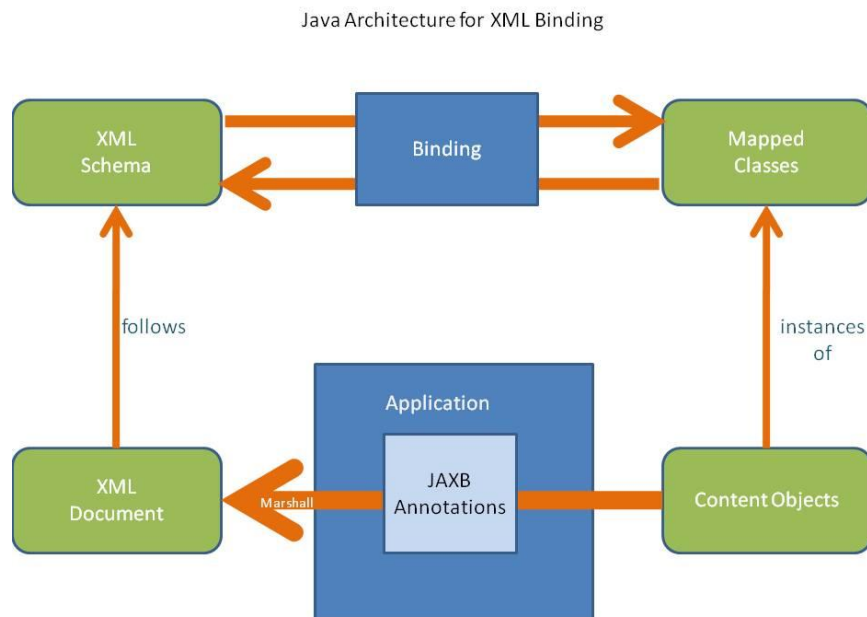 Java Architecture for XML Binding
XML
Schema
Binding
Mapped
Classes
follows
instances
of
Application
XML
Document
Marshall
JAXB
Annotations
Content Objects